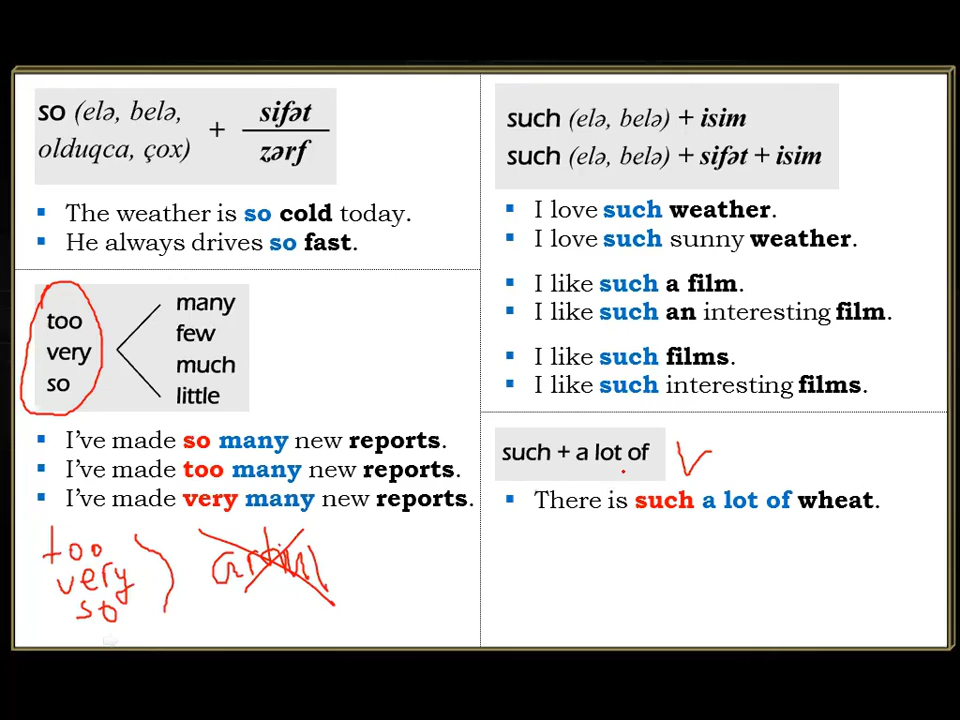 so (elə, belə,
olduqca, çox) + sifət
zərf
The weather is so cold today.
He always drives so fast.
too
very
so
many
few
much
little
I've made so many new reports.
I've made too many new reports.
I've made very many new reports.
too
very
so
such (elə, belə) + isim
such (elə, belə) + sifət + isim
I love such weather.
I love such sunny weather.
I like such a film.
I like such an interesting film.
I like such films.
I like such interesting films.
such + a lot of
There is such a lot of wheat.